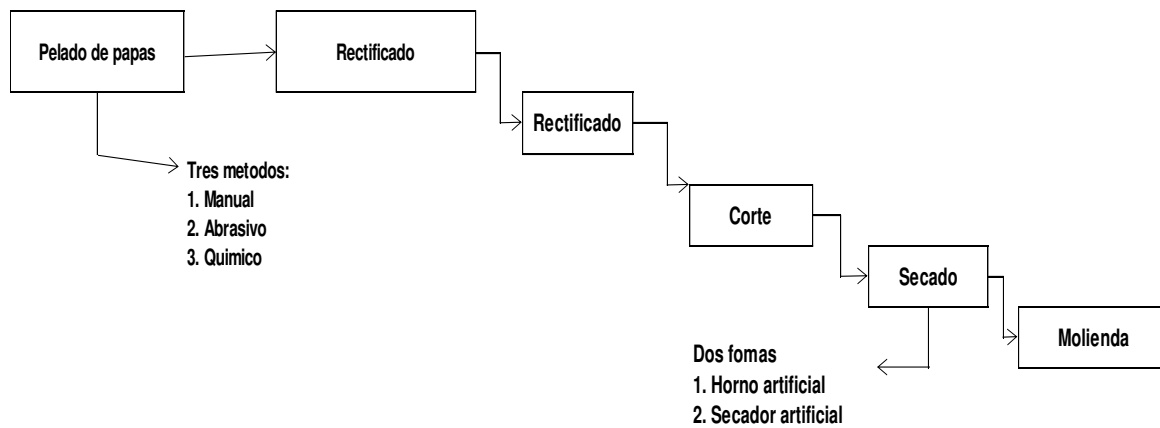 Pelado de papas
Rectificado
Rectificado
Tres metodos:
1. Manual
2. Abrasivo
3. Quimico
Corte
Secado
Molienda
Dos fomas
1. Horno artificial
2. Secador artificial